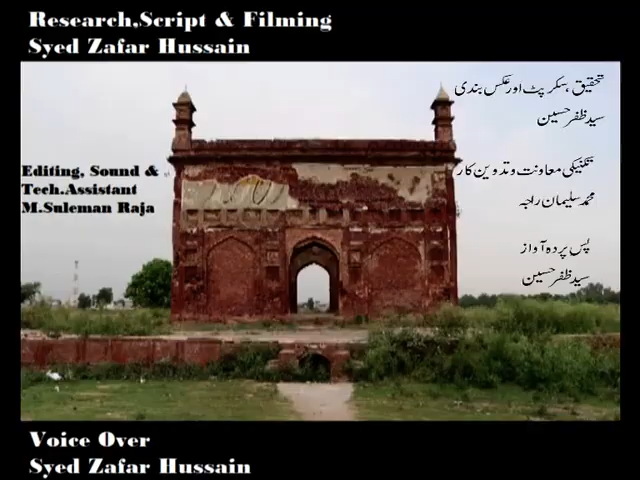 Research,Script & Filming
Syed Zafar Hussain
تحقیق ،سکرپٹ اور عکس بندی
سید ظفر حسین
Editing, Sound &
Tech.Assistant
M.Suleman Raja
تکنیکی معاونت و تدوین کار
محمد سلیمان راجہ
پس پردہ آواز
سید ظفر حسین
Voice Over
Syed Zafar Hussain